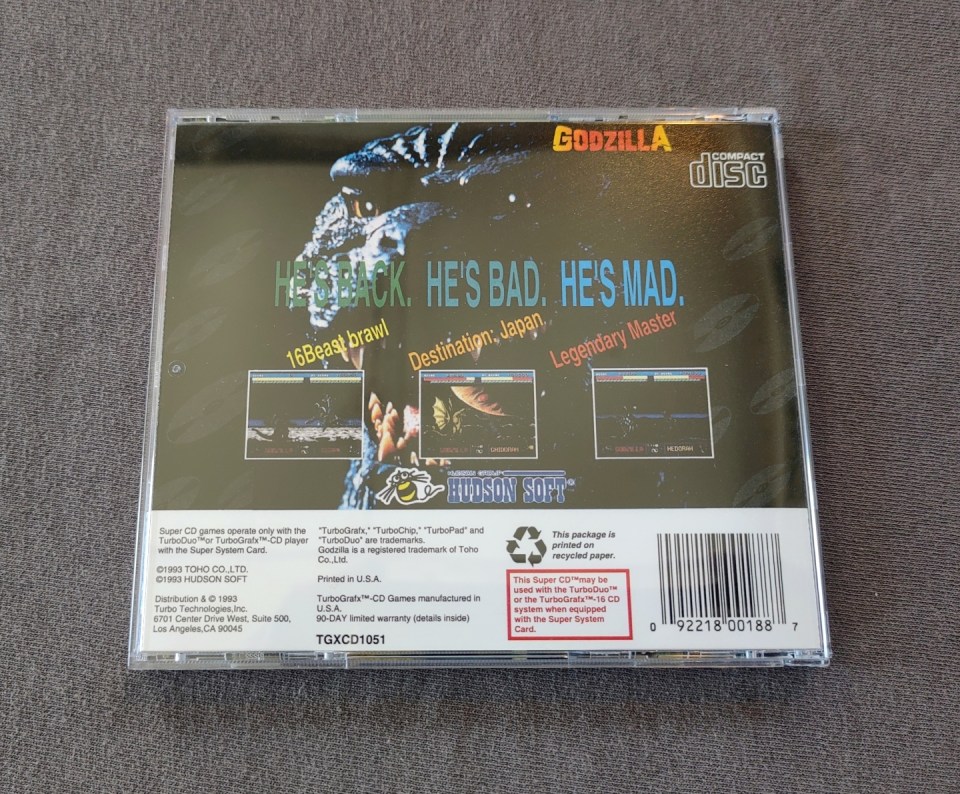 GODZILLA
COMPACT
disc
HE'S BACK. HE'S BAD. HE'S MAD.
16Beast brawl
Destination: Japan
Legendary Master
GHIDORAH
HEDORAH
HUDSON GROUP
HUDSON SOFT®
Super CD games operate only with the
TurboDuo™or TurboGrafx™-CD player
with the Super System Card.
©1993 TOHO CO.,LTD.
©1993 HUDSON SOFT
Distribution & © 1993
Turbo Technologies,Inc.
6701 Center Drive West, Suite 500,
Los Angeles,CA 90045
"TurboGrafx," "TurboChip," "TurboPad" and
"TurboDuo" are trademarks.
Godzilla is a registered trademark of Toho
Co.,Ltd.
Printed in U.S.A.
TurboGrafx™-CD Games manufactured in
U.S.A.
90-DAY limited warranty (details inside)
TGXCD1051
This package is
printed on
recycled paper.
This Super CD™may be
used with the TurboDuo™
or the TurboGrafx™-16 CD
system when equipped
with the Super System
Card.
0 92218 00188 7